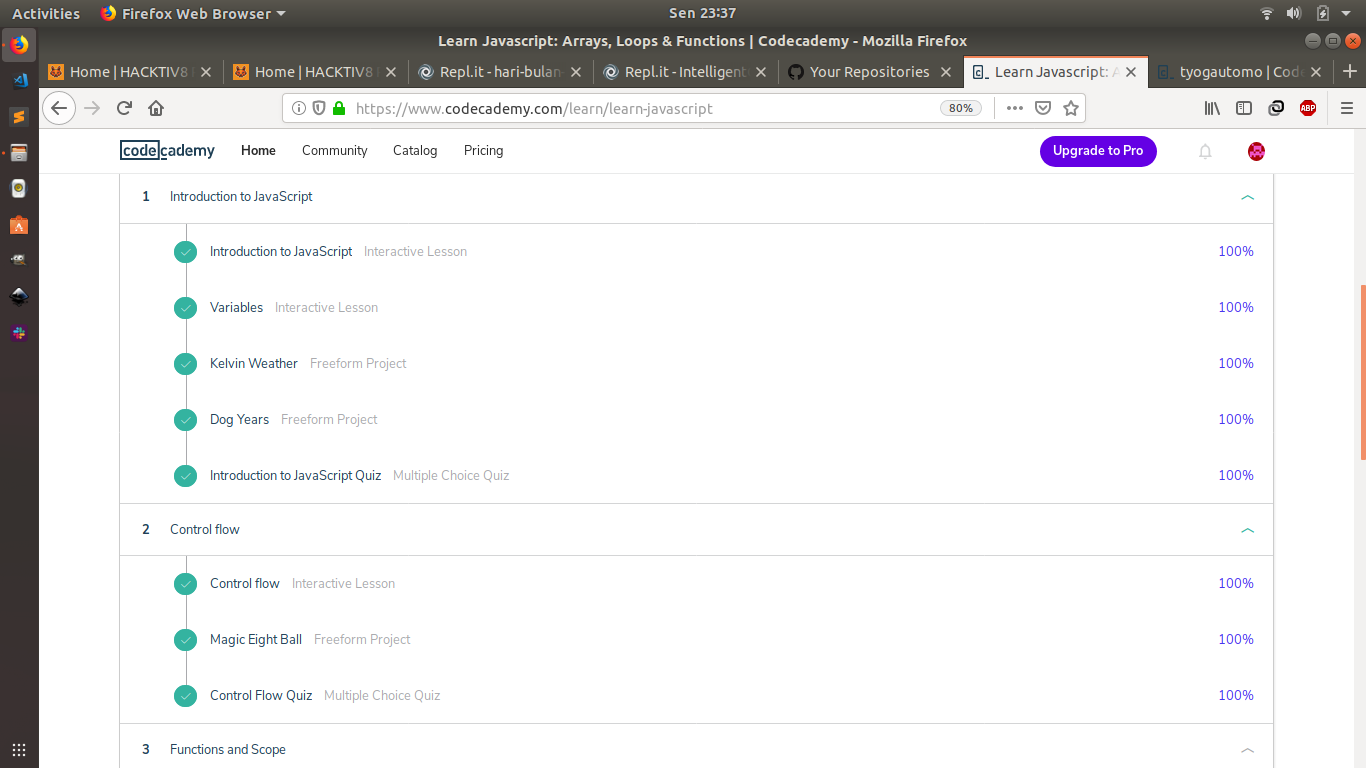 Activities Firefox Web Browser Sen 23:37
Learn Javascript: Arrays, Loops & Functions | Codecademy - Mozilla Firefox
Home | HACKTIV8 Home | HACKTIV8 Repl.it - hari-bulan- Repl.it - Intelligent Your Repositories Learn Javascript: A tyogautomo | Cod
https://www.codecademy.com/learn/learn-javascript 80% ABP
codecademy Home Community Catalog Pricing Upgrade to Pro
1 Introduction to JavaScript
Introduction to JavaScript Interactive Lesson 100%
Variables Interactive Lesson 100%
Kelvin Weather Freeform Project 100%
Dog Years Freeform Project 100%
Introduction to JavaScript Quiz Multiple Choice Quiz 100%
2 Control flow
Control flow Interactive Lesson 100%
Magic Eight Ball Freeform Project 100%
Control Flow Quiz Multiple Choice Quiz 100%
3 Functions and Scope